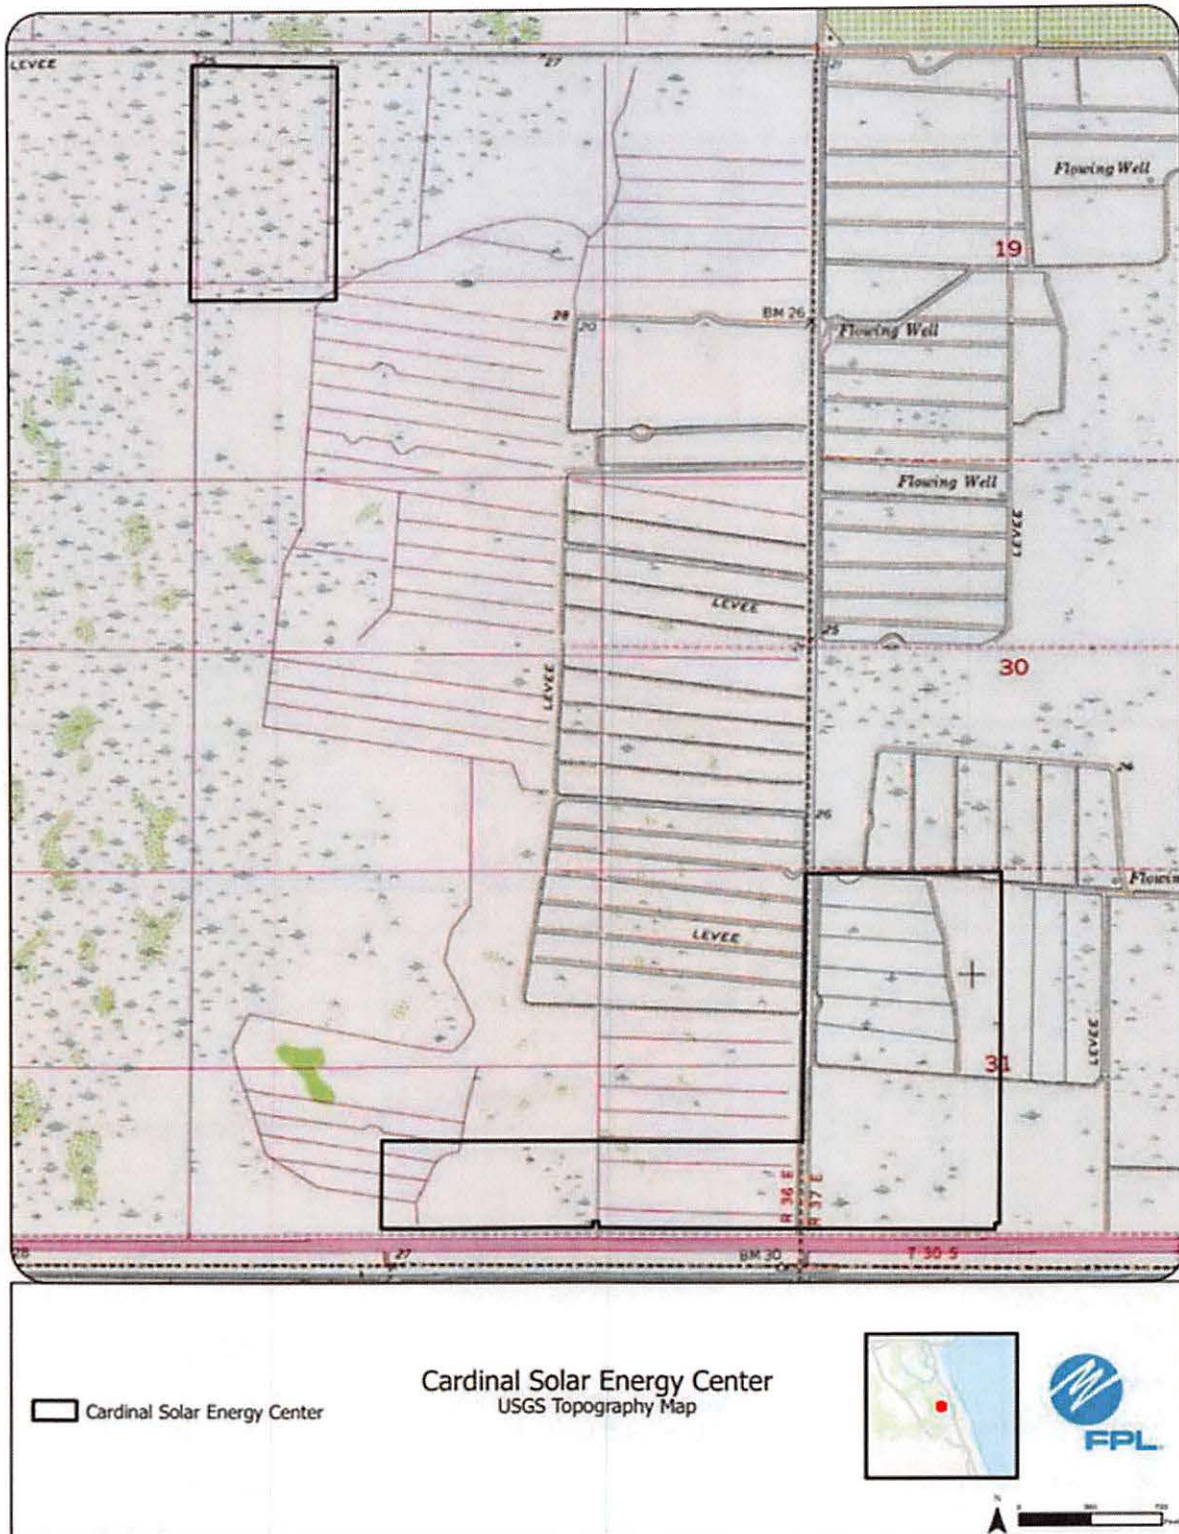 LEVEE
25
27
Flowing Well
19
28
20
BM 26
Flowing Well
Flowing Well
LEVEE
LEVEE
25
30
LEVEE
26
26
Flowin
LEVEE
LEVEE
31
R 36 E
R 37 E
28
27
BM 30
T 30 S
Cardinal Solar Energy Center
Cardinal Solar Energy Center
USGS Topography Map
FPL
N
0